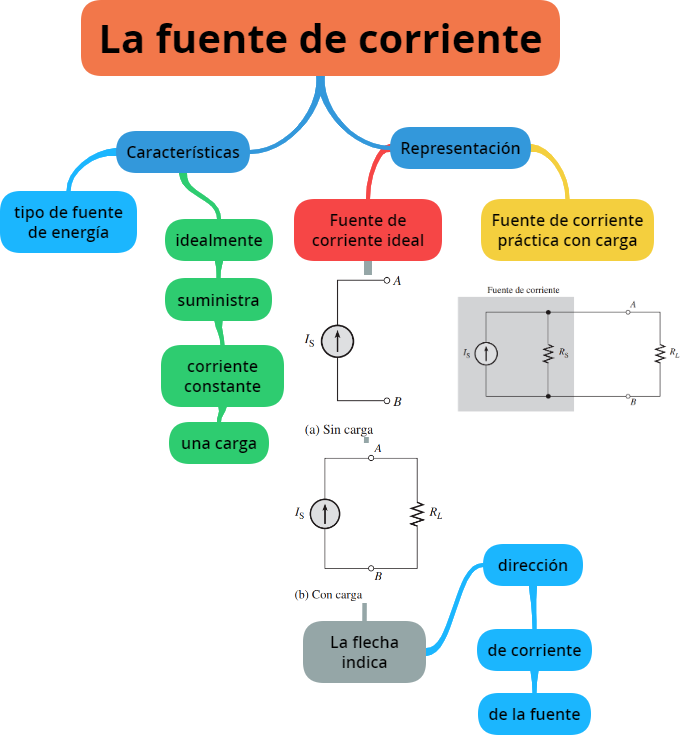 La fuente de corriente
Características
Representación
tipo de fuente
de energía
idealmente
suministra
corriente
constante
una carga
Fuente de
corriente ideal
A
I_S
B
(a) Sin carga
A
I_S
R_L
B
(b) Con carga
La flecha
indica
dirección
de corriente
de la fuente
Fuente de corriente
práctica con carga
Fuente de corriente
A
I_S
R_S
R_L
B